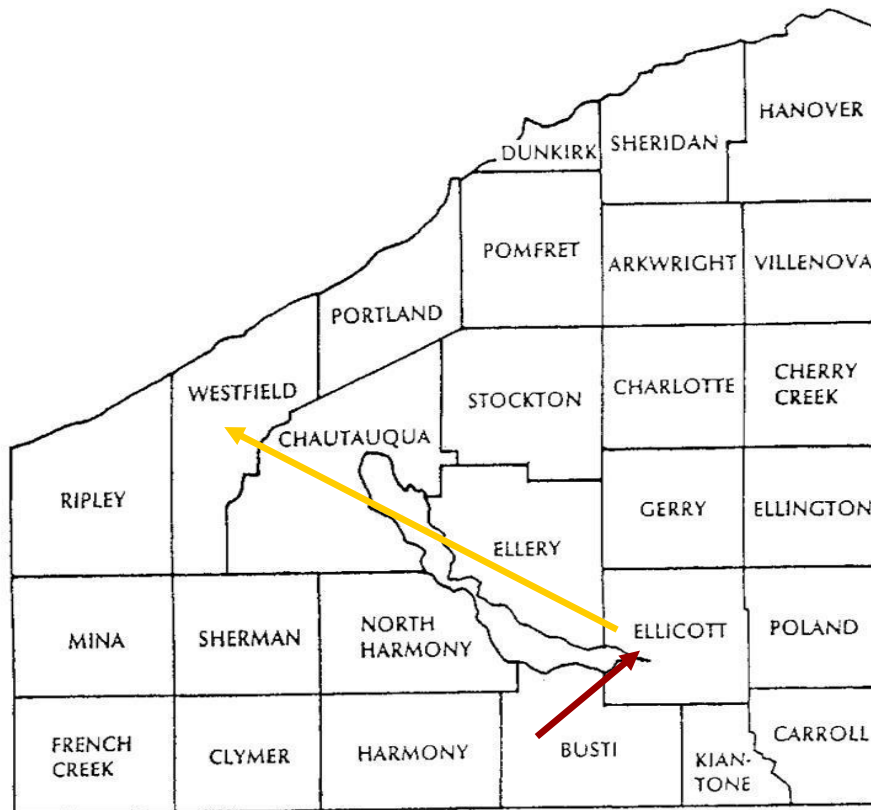 HANOVER
DUNKIRK
SHERIDAN
POMFRET
ARKWRIGHT
VILLENOVA
PORTLAND
WESTFIELD
STOCKTON
CHARLOTTE
CHERRY
CREEK
CHAUTAUQUA
RIPLEY
GERRY
ELLINGTON
ELLERY
MINA
SHERMAN
NORTH
HARMONY
ELLICOTT
POLAND
FRENCH
CREEK
CLYMER
HARMONY
BUSTI
KIAN-
TONE
CARROLL